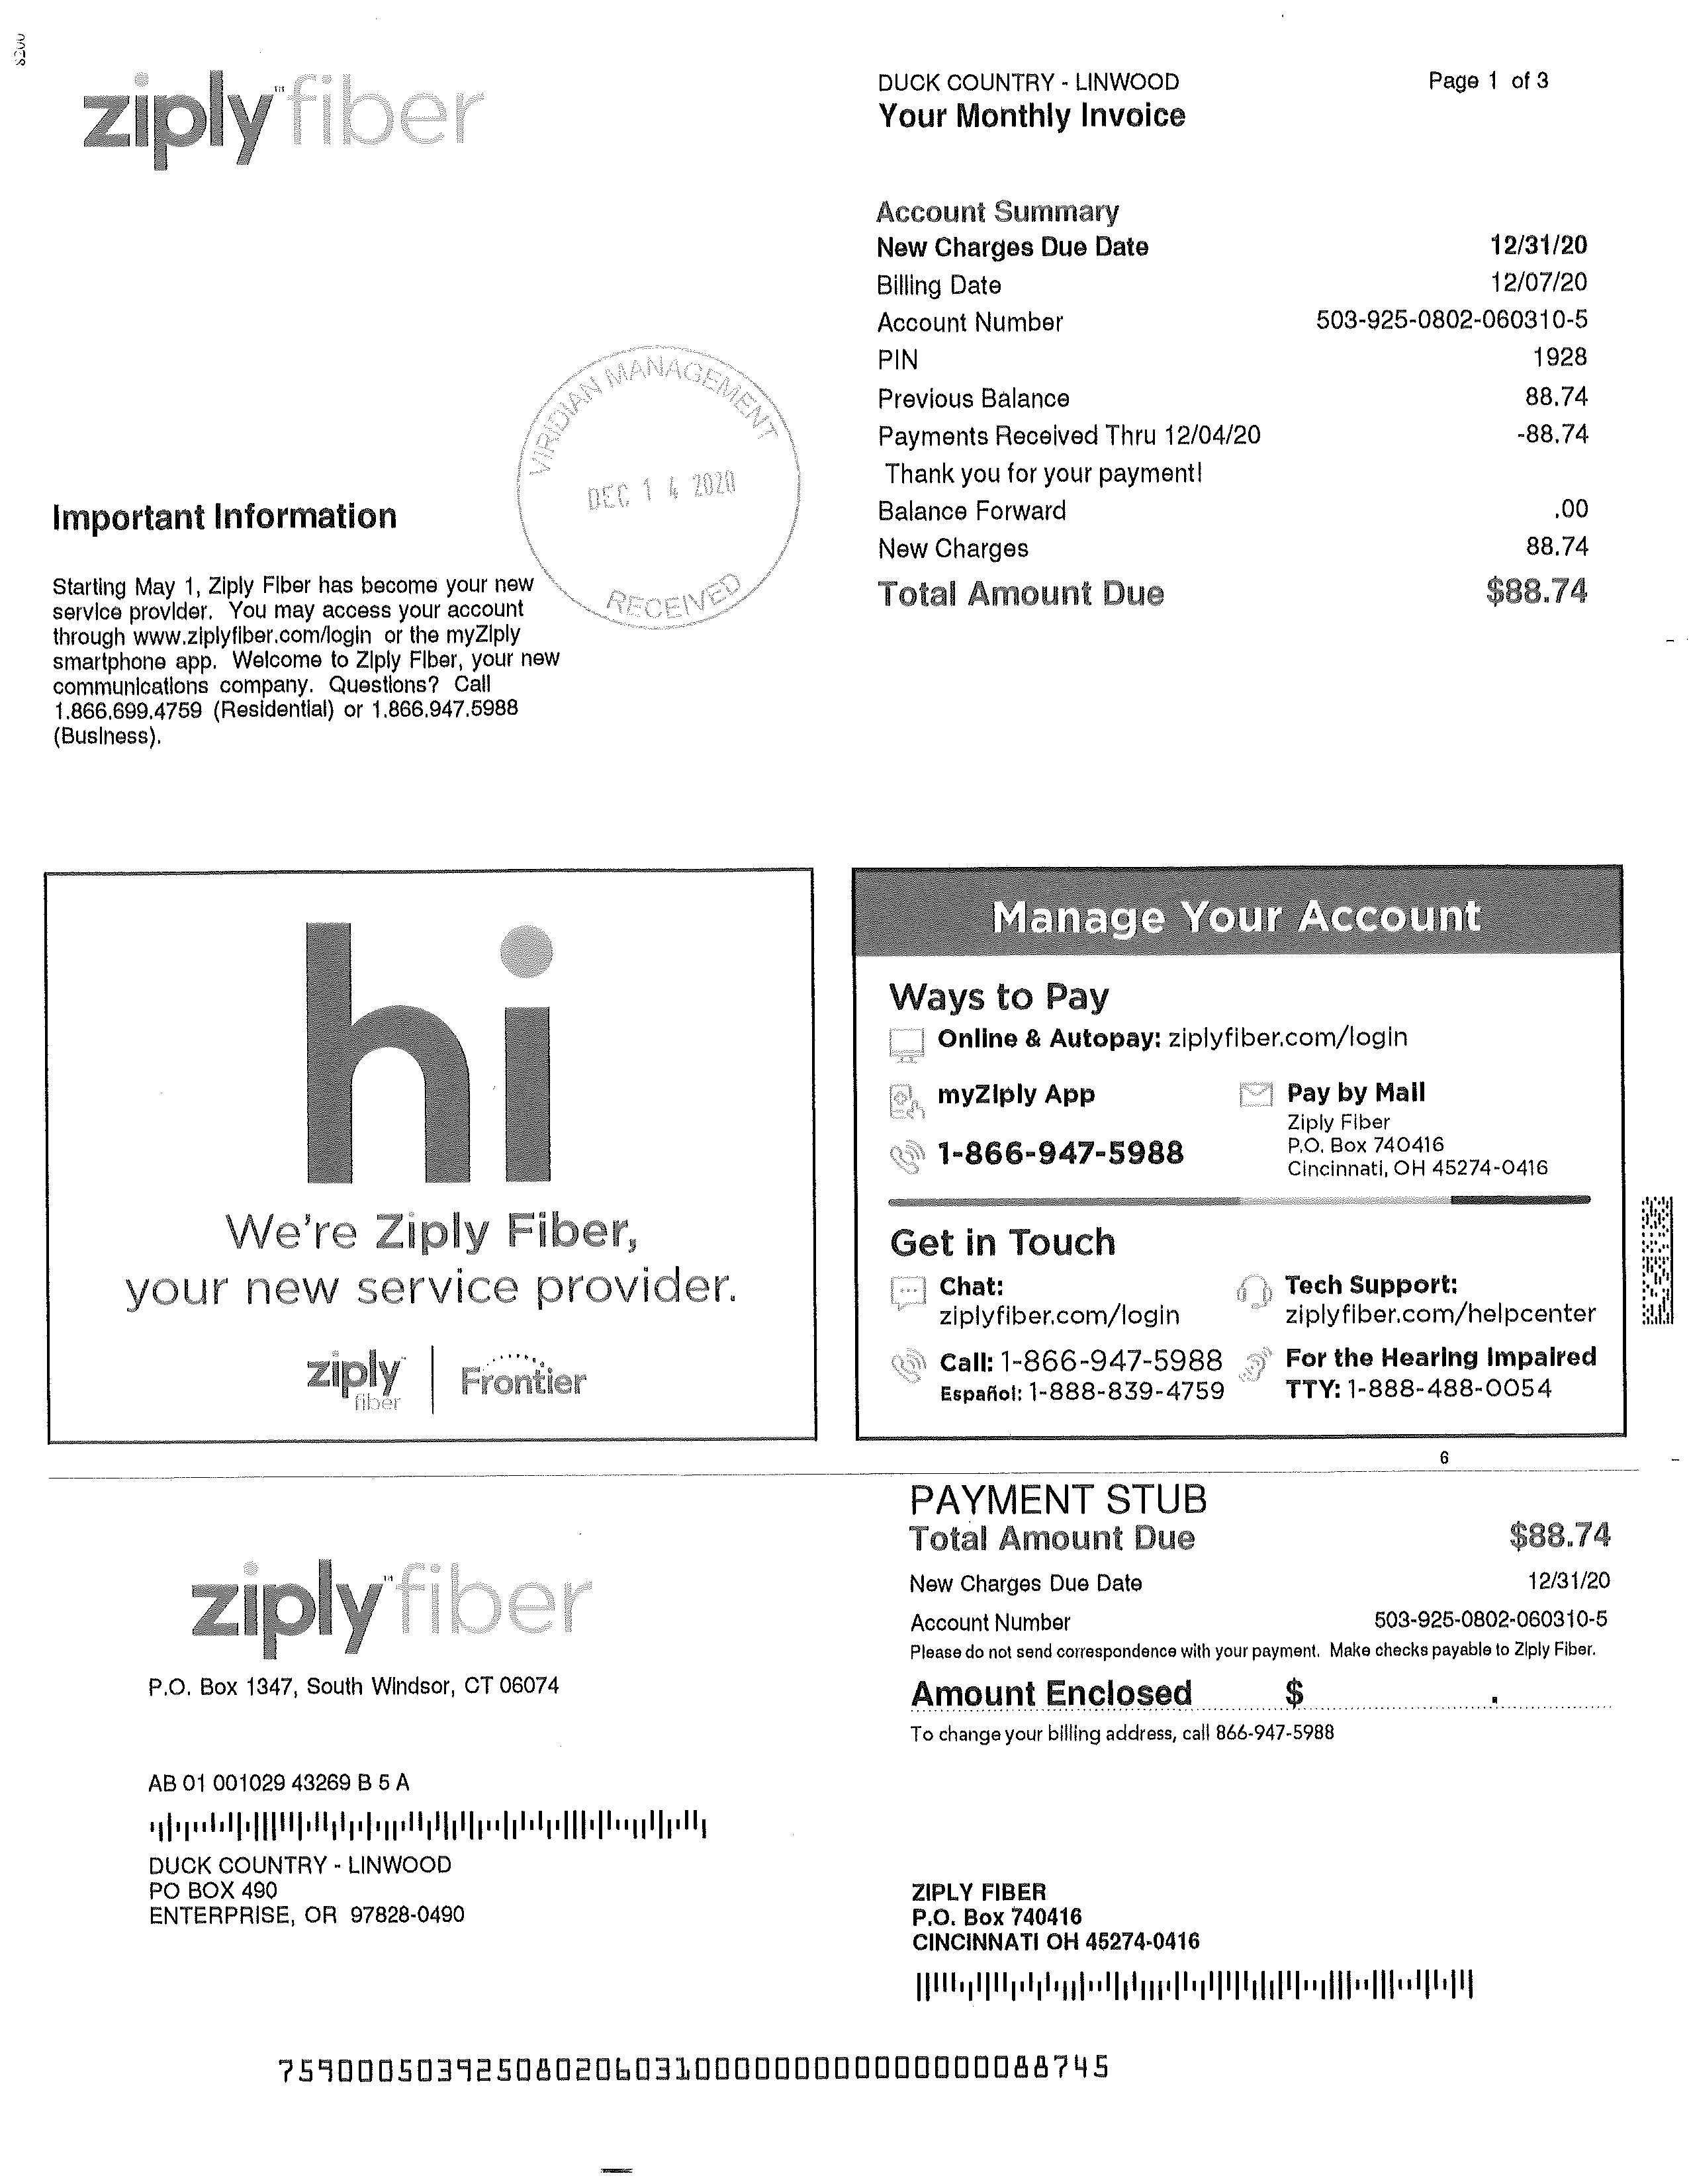 ziply fiber
DUCK COUNTRY - LINWOOD
Page 1 of 3
Your Monthly Invoice
Account Summary
New Charges Due Date 12/31/20
Billing Date 12/07/20
Account Number 503-925-0802-060310-5
PIN 1928
Previous Balance 88.74
Payments Received Thru 12/04/20 -88.74
Thank you for your payment!
Balance Forward .00
New Charges 88.74
Total Amount Due $88.74
VIRIDIAN MANAGEMENT
DEC 14 2020
RECEIVED
Important Information
Starting May 1, Ziply Fiber has become your new
service provider. You may access your account
through www.ziplyfiber.com/login or the myZiply
smartphone app. Welcome to Ziply Fiber, your new
communications company. Questions? Call
1.866.699.4759 (Residential) or 1.866.947.5988
(Business).
hi
We're Ziply Fiber,
your new service provider.
ziply fiber | Frontier
Manage Your Account
Ways to Pay
Online & Autopay: ziplyfiber.com/login
myZiply App
1-866-947-5988
Pay by Mail
Ziply Fiber
P.O. Box 740416
Cincinnati, OH 45274-0416
Get in Touch
Chat:
ziplyfiber.com/login
Tech Support:
ziplyfiber.com/helpcenter
Call: 1-866-947-5988
Español: 1-888-839-4759
For the Hearing Impaired
TTY: 1-888-488-0054
6
PAYMENT STUB
Total Amount Due $88.74
New Charges Due Date 12/31/20
Account Number 503-925-0802-060310-5
Please do not send correspondence with your payment. Make checks payable to Ziply Fiber.
Amount Enclosed $ .
To change your billing address, call 866-947-5988
ziply fiber
P.O. Box 1347, South Windsor, CT 06074
AB 01 001029 43269 B 5 A
DUCK COUNTRY - LINWOOD
PO BOX 490
ENTERPRISE, OR 97828-0490
ZIPLY FIBER
P.O. Box 740416
CINCINNATI OH 45274-0416